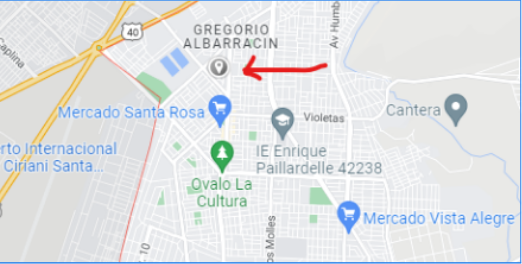 GREGORIO
ALBARRACIN
40
Av Humb
Caplina
Mercado Santa Rosa
Violetas
Cantera
erto Internacional
Ciriani Santa...
IE Enrique
Paillardelle 42238
Ovalo La
Cultura
Mercado Vista Alegre
os Molles
10